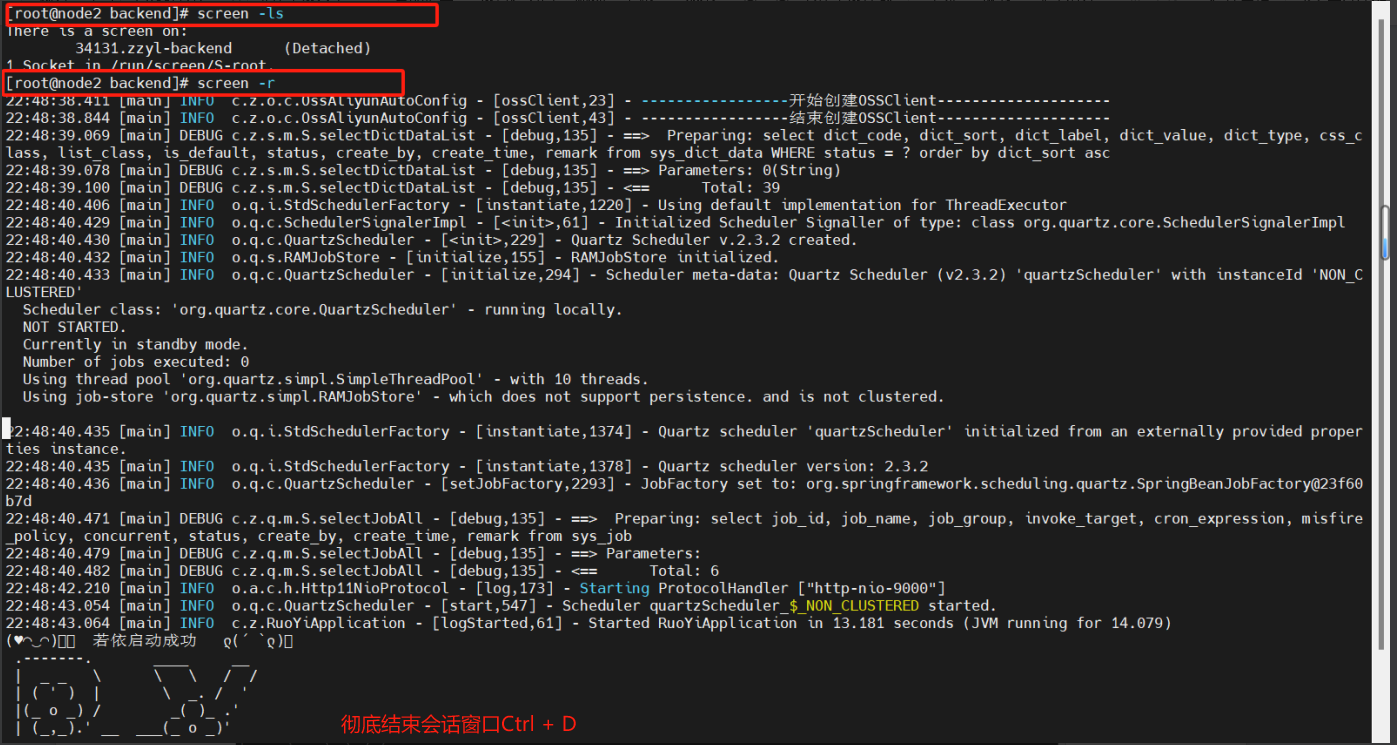 [root@node2 backend]# screen -ls
There is a screen on:
        34131.zzyl-backend      (Detached)
1 Socket in /run/screen/S-root.
[root@node2 backend]# screen -r
22:48:38.411 [main] INFO  c.z.o.c.OssAliyunAutoConfig - [ossClient,23] - -----------------开始创建OSSClient--------------------
22:48:38.844 [main] INFO  c.z.o.c.OssAliyunAutoConfig - [ossClient,43] - -----------------结束创建OSSClient--------------------
22:48:39.069 [main] DEBUG c.z.s.m.S.selectDictDataList - [debug,135] - ==>  Preparing: select dict_code, dict_sort, dict_label, dict_value, dict_type, css_c
lass, list_class, is_default, status, create_by, create_time, remark from sys_dict_data WHERE status = ? order by dict_sort asc
22:48:39.078 [main] DEBUG c.z.s.m.S.selectDictDataList - [debug,135] - ==> Parameters: 0(String)
22:48:39.100 [main] DEBUG c.z.s.m.S.selectDictDataList - [debug,135] - <==      Total: 39
22:48:40.406 [main] INFO  o.q.i.StdSchedulerFactory - [instantiate,1220] - Using default implementation for ThreadExecutor
22:48:40.429 [main] INFO  o.q.c.SchedulerSignalerImpl - [<init>,61] - Initialized Scheduler Signaller of type: class org.quartz.core.SchedulerSignalerImpl
22:48:40.430 [main] INFO  o.q.c.QuartzScheduler - [<init>,229] - Quartz Scheduler v.2.3.2 created.
22:48:40.432 [main] INFO  o.q.s.RAMJobStore - [initialize,155] - RAMJobStore initialized.
22:48:40.433 [main] INFO  o.q.c.QuartzScheduler - [initialize,294] - Scheduler meta-data: Quartz Scheduler (v2.3.2) 'quartzScheduler' with instanceId 'NON_C
LUSTERED'
  Scheduler class: 'org.quartz.core.QuartzScheduler' - running locally.
  NOT STARTED.
  Currently in standby mode.
  Number of jobs executed: 0
  Using thread pool 'org.quartz.simpl.SimpleThreadPool' - with 10 threads.
  Using job-store 'org.quartz.simpl.RAMJobStore' - which does not support persistence. and is not clustered.
22:48:40.435 [main] INFO  o.q.i.StdSchedulerFactory - [instantiate,1374] - Quartz scheduler 'quartzScheduler' initialized from an externally provided proper
ties instance.
22:48:40.435 [main] INFO  o.q.i.StdSchedulerFactory - [instantiate,1378] - Quartz scheduler version: 2.3.2
22:48:40.436 [main] INFO  o.q.c.QuartzScheduler - [setJobFactory,2293] - JobFactory set to: org.springframework.scheduling.quartz.SpringBeanJobFactory@23f60
b7d
22:48:40.471 [main] DEBUG c.z.q.m.S.selectJobAll - [debug,135] - ==>  Preparing: select job_id, job_name, job_group, invoke_target, cron_expression, misfire
_policy, concurrent, status, create_by, create_time, remark from sys_job
22:48:40.479 [main] DEBUG c.z.q.m.S.selectJobAll - [debug,135] - ==> Parameters:
22:48:40.482 [main] DEBUG c.z.q.m.S.selectJobAll - [debug,135] - <==      Total: 6
22:48:42.210 [main] INFO  o.a.c.h.Http11NioProtocol - [log,173] - Starting ProtocolHandler ["http-nio-9000"]
22:48:43.054 [main] INFO  o.q.c.QuartzScheduler - [start,547] - Scheduler quartzScheduler_$_NON_CLUSTERED started.
22:48:43.064 [main] INFO  c.z.RuoYiApplication - [logStarted,61] - Started RuoYiApplication in 13.181 seconds (JVM running for 14.079)
(♥◠‿◠)  若依启动成功   ლ(´ڡ`ლ)
 .-------.       ____     __
 |  _ _   \      \   \   /  /
 | ( ' )  |       \  _. /  '
 |(_ o _) /        _( )_ .'
 | (_,_).' __  ___(_ o _)'
彻底结束会话窗口Ctrl + D